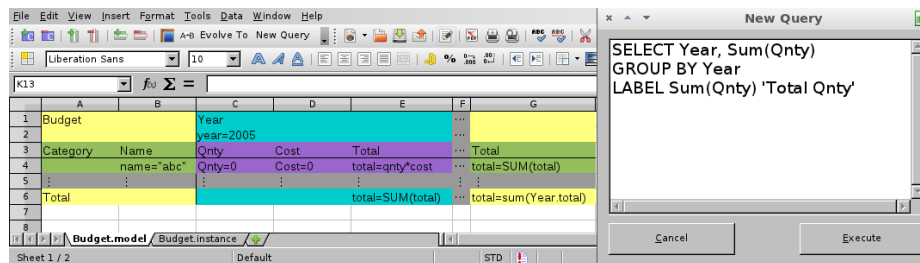 File Edit View Insert Format Tools Data Window Help
A-B Evolve To New Query
Liberation Sans 10
K13 f(x) Σ =
A B C D E F G
1 Budget Year ...
2 year=2005 ...
3 Category Name Qnty Cost Total ... Total
4 name="abc" Qnty=0 Cost=0 total=qnty*cost ... total=SUM(total)
5 ⋮ ⋮ ⋮ ⋮ ⋮
6 Total total=SUM(total) ... total=sum(Year.total)
7
8
Budget.model Budget.instance
Sheet 1 / 2 Default STD
New Query
SELECT Year, Sum(Qnty)
GROUP BY Year
LABEL Sum(Qnty) 'Total Qnty'
Cancel Execute